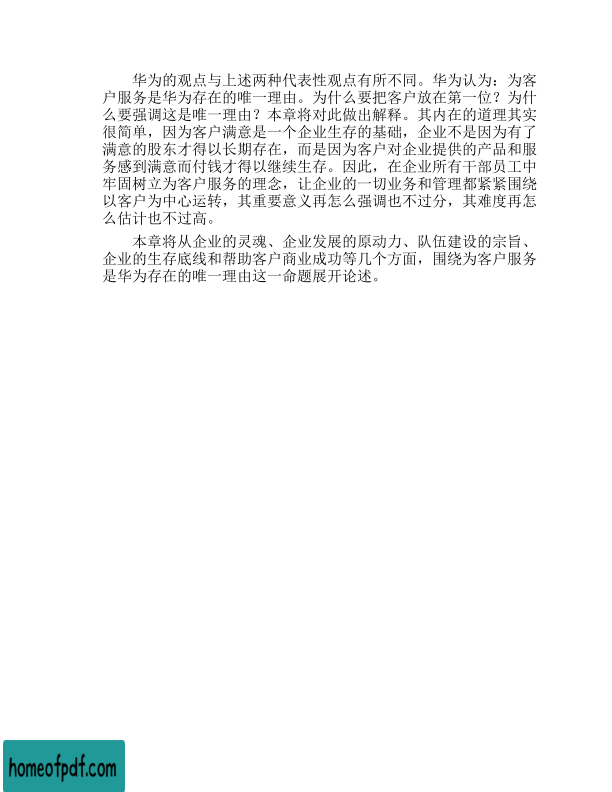 华为的观点与上述两种代表性观点有所不同。华为认为：为客
户服务是华为存在的唯一理由。为什么要把客户放在第一位？为什
么要强调这是唯一理由？本章将对此做出解释。其内在的道理其实
很简单，因为客户满意是一个企业生存的基础，企业不是因为有了
满意的股东才得以长期存在，而是因为客户对企业提供的产品和服
务感到满意而付钱才得以继续生存。因此，在企业所有干部员工中
牢固树立为客户服务的理念，让企业的一切业务和管理都紧紧围绕
以客户为中心运转，其重要意义再怎么强调也不过分，其难度再怎
么估计也不过高。
本章将从企业的灵魂、企业发展的原动力、队伍建设的宗旨、
企业的生存底线和帮助客户商业成功等几个方面，围绕为客户服务
是华为存在的唯一理由这一命题展开论述。
homeofpdf.com